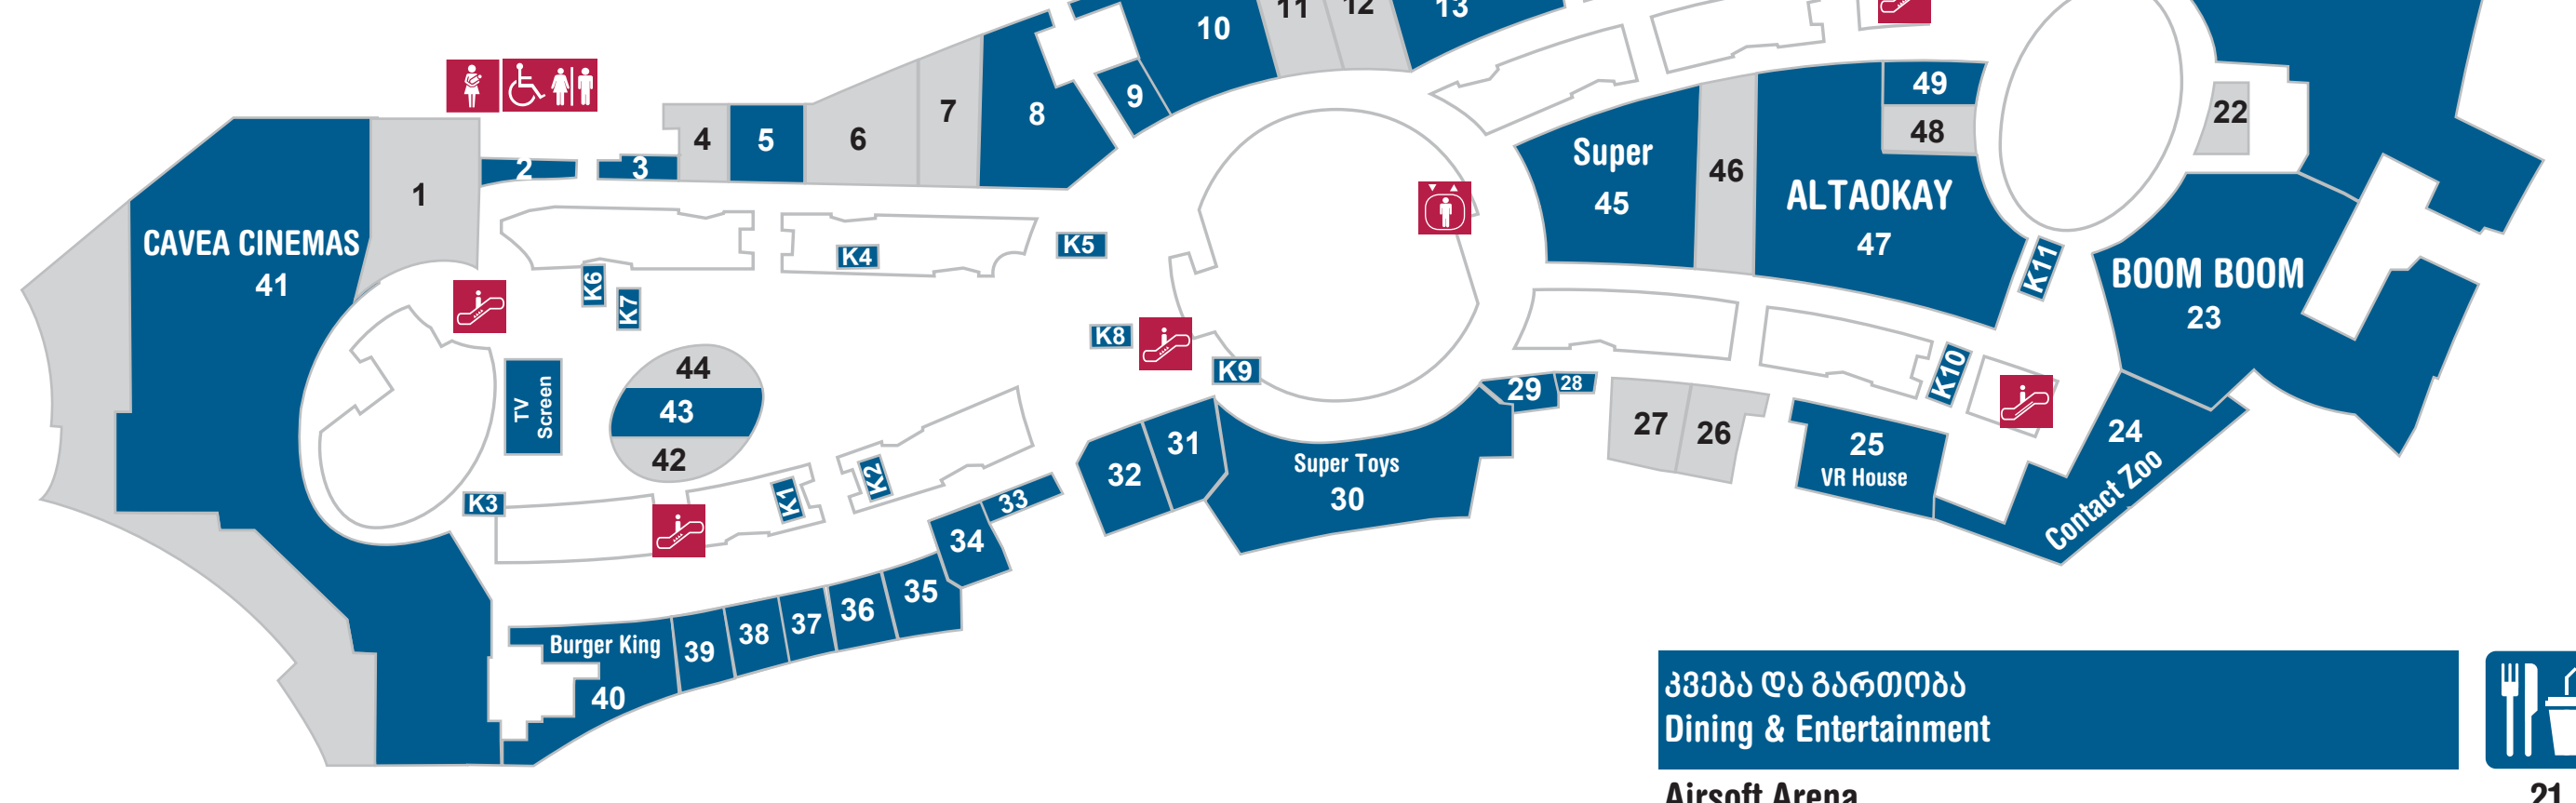 10
11
12
13
9
8
7
6
5
4
3
2
1
49
48
22
Super
45
46
ALTAOKAY
47
K11
BOOM BOOM
23
CAVEA CINEMAS
41
K4
K5
K6
K7
K8
K9
K10
TV
Screen
44
43
42
29
28
27
26
25
VR House
24
Contact Zoo
31
32
Super Toys
30
K3
K1
K2
33
34
35
36
37
38
39
Burger King
40
კვება და გართობა
Dining & Entertainment
Airsoft Arena 21